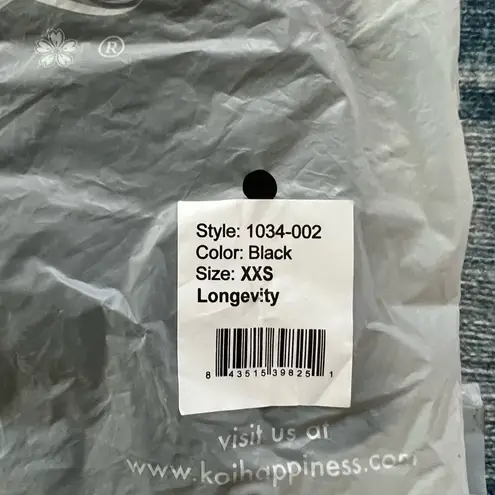 ®
Style: 1034-002
Color: Black
Size: XXS
Longevity
8 43515 39825 1
visit us at
www.koihappiness.com